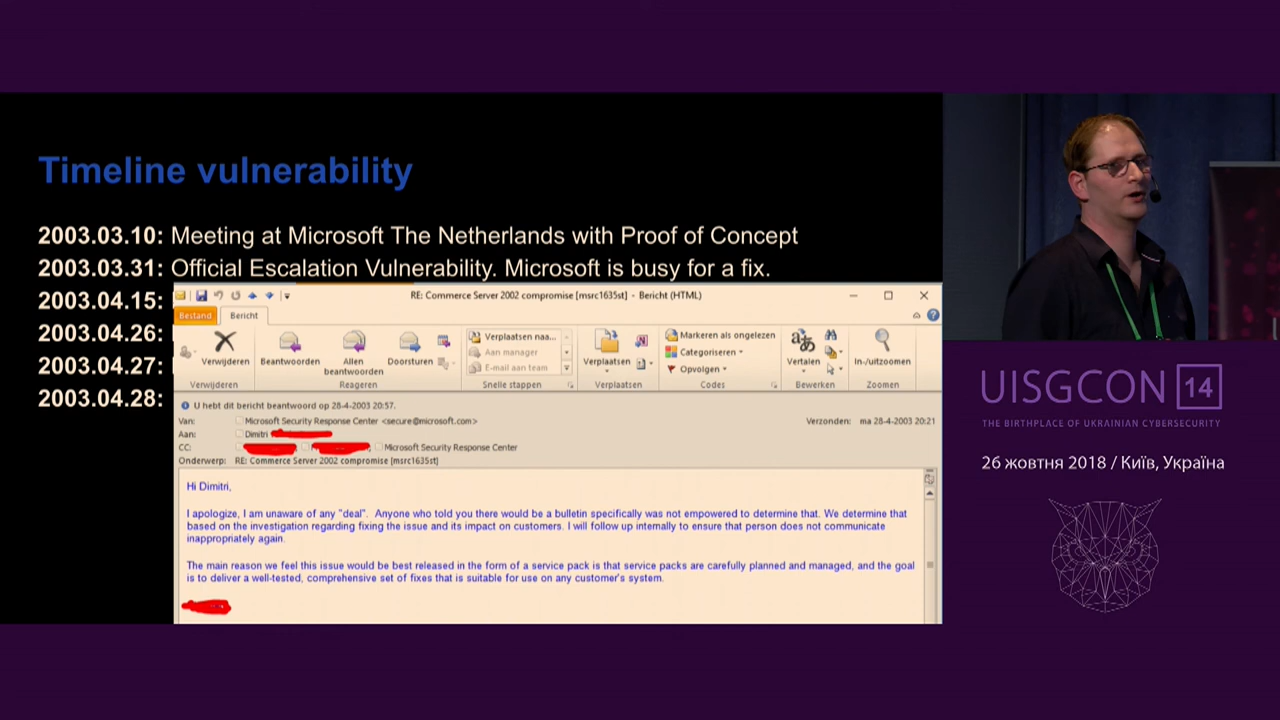 Timeline vulnerability
2003.03.10: Meeting at Microsoft The Netherlands with Proof of Concept
2003.03.31: Official Escalation Vulnerability. Microsoft is busy for a fix.
2003.04.15:
2003.04.26:
2003.04.27:
2003.04.28:
RE: Commerce Server 2002 compromise [msrc1635st] - Bericht (HTML)
Bestand Bericht
Verwijderen
Beantwoorden
Allen beantwoorden
Doorsturen
Verplaatsen naa...
Aan manager
E-mail aan team
Verplaatsen
Markeren als ongelezen
Categoriseren
Opvolgen
Vertalen
In-/uitzoomen
Verwijderen Reageren Snelle stappen Verplaatsen Codes Bewerken Zoomen
U hebt dit bericht beantwoord op 28-4-2003 20:57.
Van: Microsoft Security Response Center <secure@microsoft.com> Verzonden: ma 28-4-2003 20:21
Aan: Dimitri
CC: Microsoft Security Response Center
Onderwerp: RE: Commerce Server 2002 compromise [msrc1635st]
Hi Dimitri,
I apologize, I am unaware of any "deal". Anyone who told you there would be a bulletin specifically was not empowered to determine that. We determine that
based on the investigation regarding fixing the issue and its impact on customers. I will follow up internally to ensure that person does not communicate
inappropriately again.
The main reason we feel this issue would be best released in the form of a service pack is that service packs are carefully planned and managed, and the goal
is to deliver a well-tested, comprehensive set of fixes that is suitable for use on any customer's system.
UISGCON 14
THE BIRTHPLACE OF UKRAINIAN CYBERSECURITY
26 жовтня 2018 / Київ, Україна